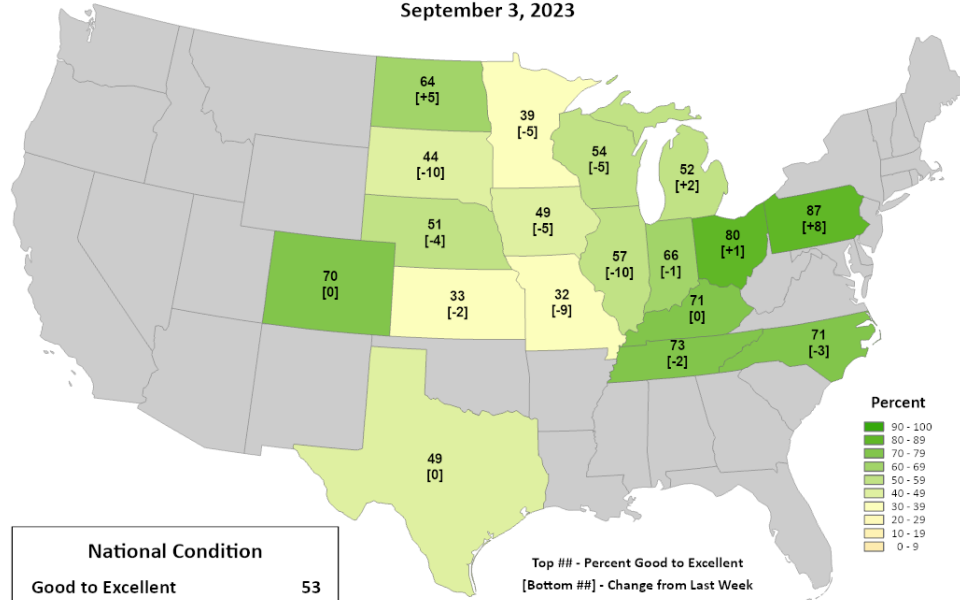 September 3, 2023
64
[+5]
39
[-5]
44
[-10]
54
[-5]
52
[+2]
51
[-4]
49
[-5]
57
[-10]
66
[-1]
80
[+1]
87
[+8]
70
[0]
33
[-2]
32
[-9]
71
[0]
73
[-2]
71
[-3]
49
[0]
Percent
90 - 100
80 - 89
70 - 79
60 - 69
50 - 59
40 - 49
30 - 39
20 - 29
10 - 19
0 - 9
National Condition
Good to Excellent 53
Top ## - Percent Good to Excellent
[Bottom ##] - Change from Last Week